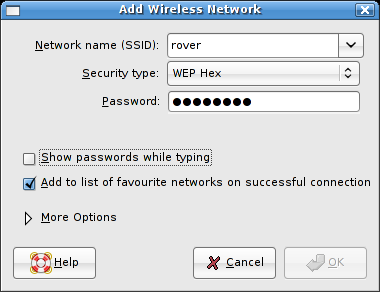 Add Wireless Network
Network name (SSID): rover
Security type: WEP Hex
Password: ●●●●●●●●
Show passwords while typing
Add to list of favourite networks on successful connection
More Options
Help Cancel OK